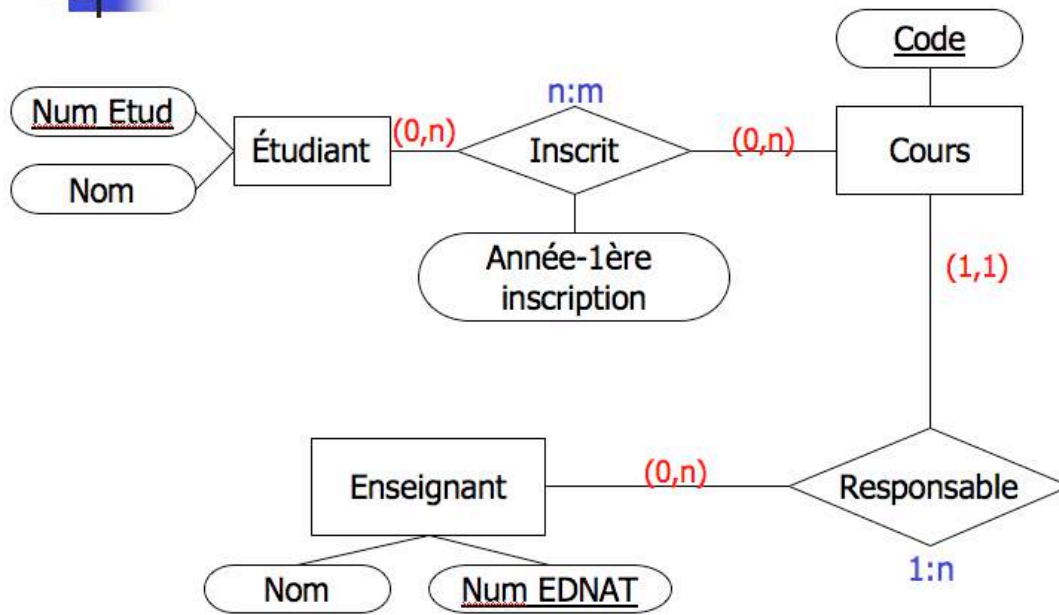 Code
n:m
Num Etud
Étudiant
(0,n)
Inscrit
(0,n)
Cours
Nom
Année-1ère
inscription
(1,1)
Enseignant
(0,n)
Responsable
Nom
Num EDNAT
1:n